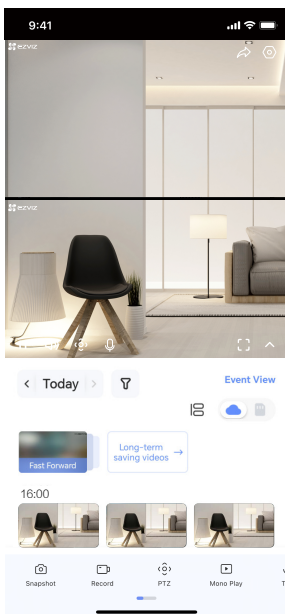 9:41
ezviz
ezviz
Today
Event View
Fast Forward
Long-term
saving videos
16:00
Snapshot
Record
PTZ
Mono Play